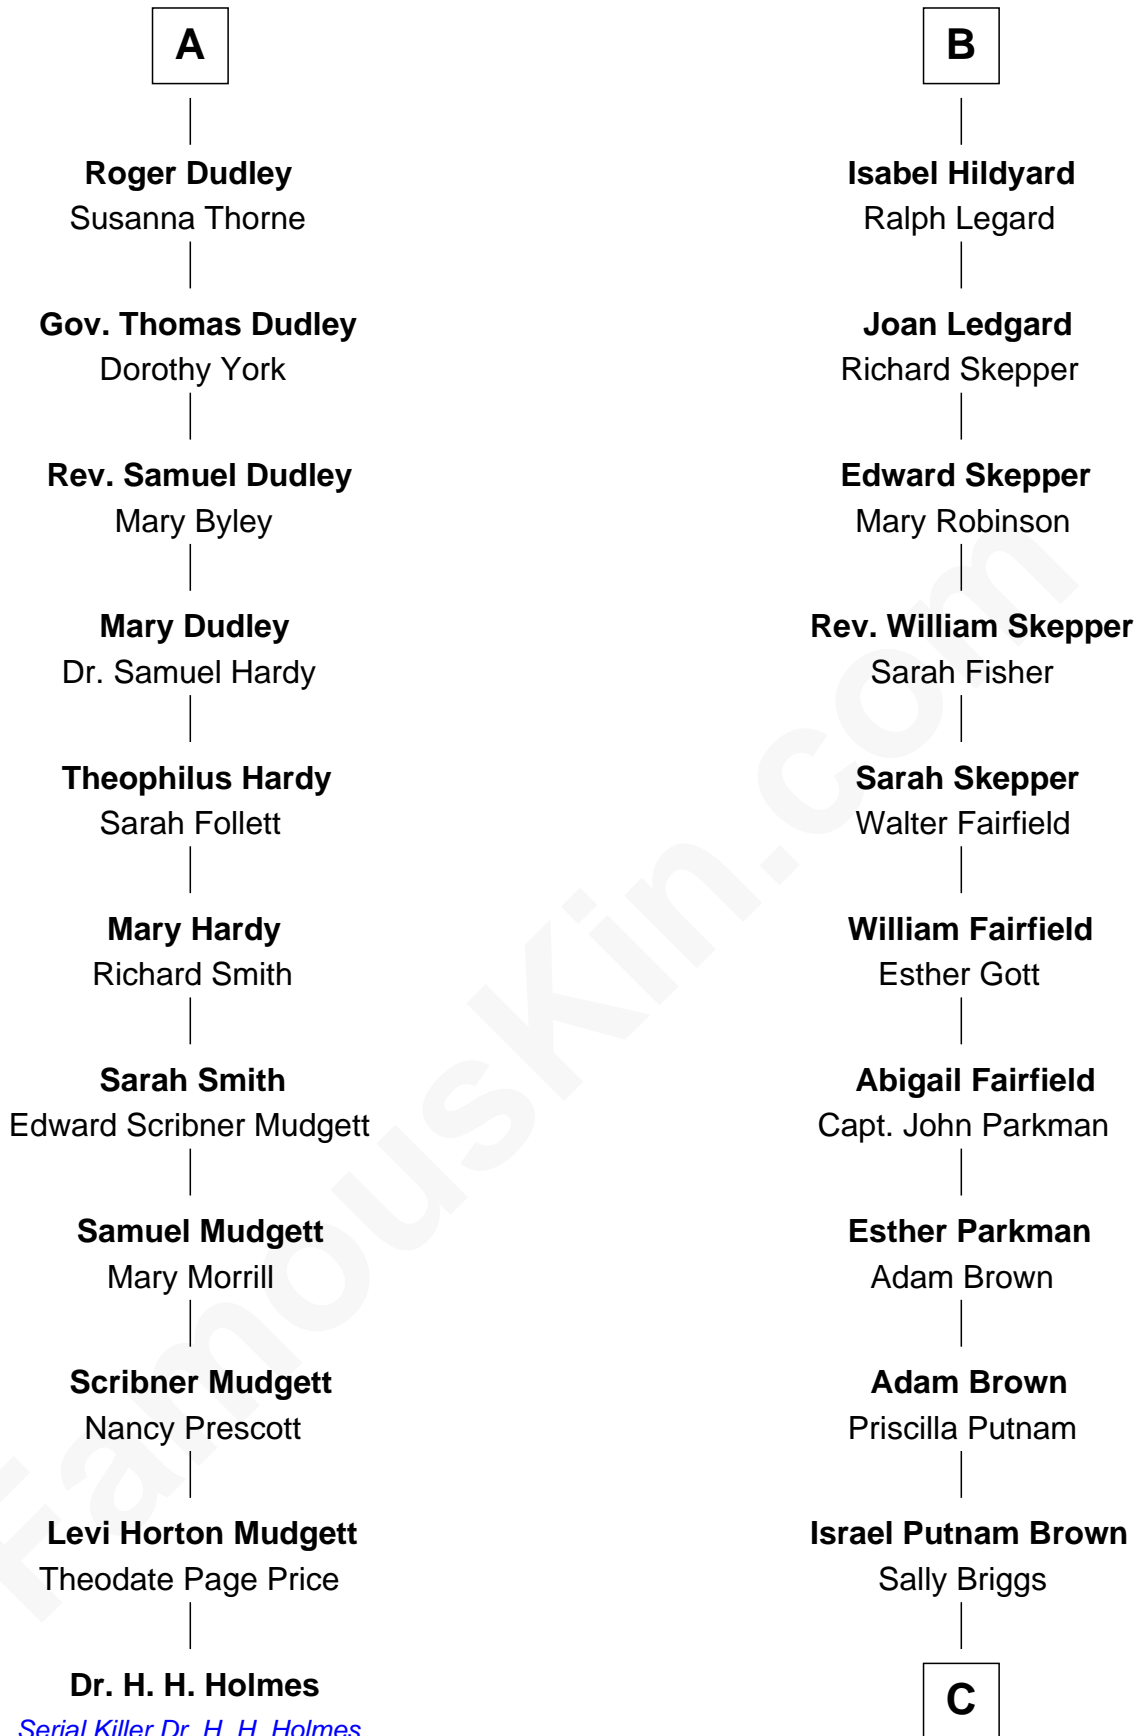 A
Roger Dudley
Susanna Thorne
Gov. Thomas Dudley
Dorothy York
Rev. Samuel Dudley
Mary Byley
Mary Dudley
Dr. Samuel Hardy
Theophilus Hardy
Sarah Follett
Mary Hardy
Richard Smith
Sarah Smith
Edward Scribner Mudgett
Samuel Mudgett
Mary Morrill
Scribner Mudgett
Nancy Prescott
Levi Horton Mudgett
Theodate Page Price
Dr. H. H. Holmes
Serial Killer Dr. H. H. Holmes
B
Isabel Hildyard
Ralph Legard
Joan Ledgard
Richard Skepper
Edward Skepper
Mary Robinson
Rev. William Skepper
Sarah Fisher
Sarah Skepper
Walter Fairfield
William Fairfield
Esther Gott
Abigail Fairfield
Capt. John Parkman
Esther Parkman
Adam Brown
Adam Brown
Priscilla Putnam
Israel Putnam Brown
Sally Briggs
C
FamousKin.com